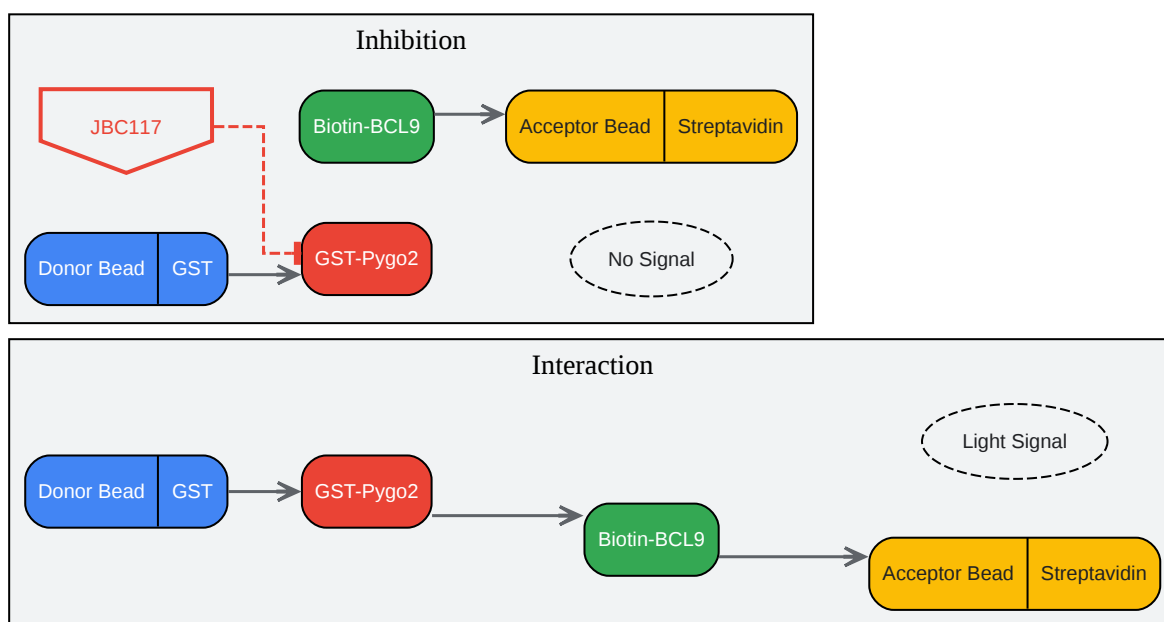 Inhibition
JBC117
Biotin-BCL9
Acceptor Bead
Streptavidin
Donor Bead
GST
GST-Pygo2
No Signal
Interaction
Light Signal
Donor Bead
GST
GST-Pygo2
Biotin-BCL9
Acceptor Bead
Streptavidin